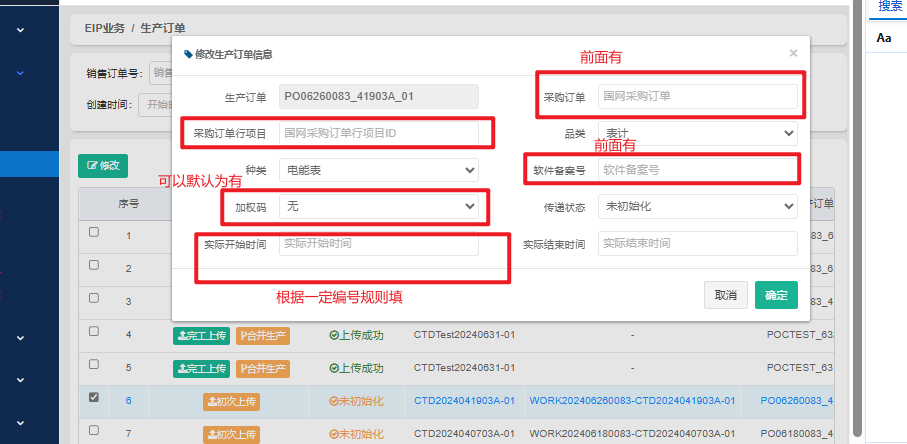 搜索
EIP业务 / 生产订单
Aa
修改生产订单信息 ×
前面有
销售订单号: 销售
生产订单 PO06260083_41903A_01 采购订单 国网采购订单
创建时间: 开始时
采购订单行项目 国网采购订单行项目ID 品类 表计
前面有
修改 种类 电能表 软件备案号 软件备案号
可以默认为有
序号 加权码 无 传递状态 未初始化 产订单
1 实际开始时间 实际开始时间 实际结束时间 实际结束时间 083_6
2 083_6
根据一定编号规则填 取消 确定
3 083_4
4 完工上传 合并生产 上传成功 CTDTest20240631-01 - POCTEST_63
5 完工上传 合并生产 上传成功 CTDTest20240631-01 - POCTEST_63
6 初次上传 未初始化 CTD2024041903A-01 WORK202406260083-CTD2024041903A-01 PO06260083_4
7 初次上传 未初始化 CTD2024040703A-01 WORK202406180083-CTD2024040703A-01 PO06180083_4